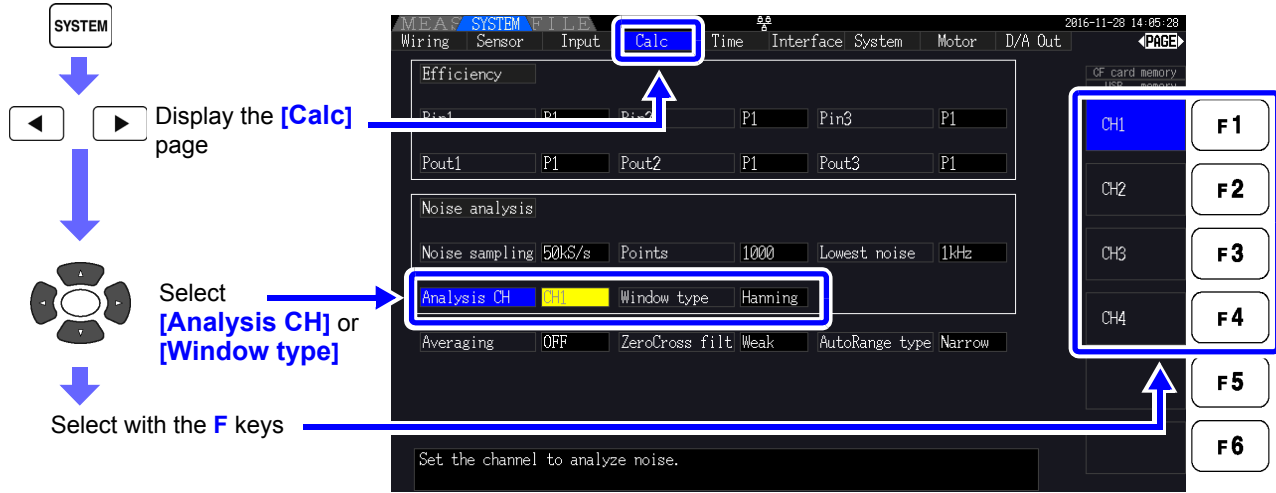 SYSTEM
Display the [Calc]
page
Select
[Analysis CH] or
[Window type]
Select with the F keys
MEAS SYSTEM FILE 2016-11-28 14:05:28
Wiring Sensor Input Calc Time Interface System Motor D/A Out PAGE
CF card memory
USB memory
Efficiency
Pin1 P1 Pin2 P1 Pin3 P1
Pout1 P1 Pout2 P1 Pout3 P1
Noise analysis
Noise sampling 50kS/s Points 1000 Lowest noise 1kHz
Analysis CH CH1 Window type Hanning
Averaging OFF ZeroCross filt Weak AutoRange type Narrow
Set the channel to analyze noise.
CH1 F1
CH2 F2
CH3 F3
CH4 F4
F5
F6